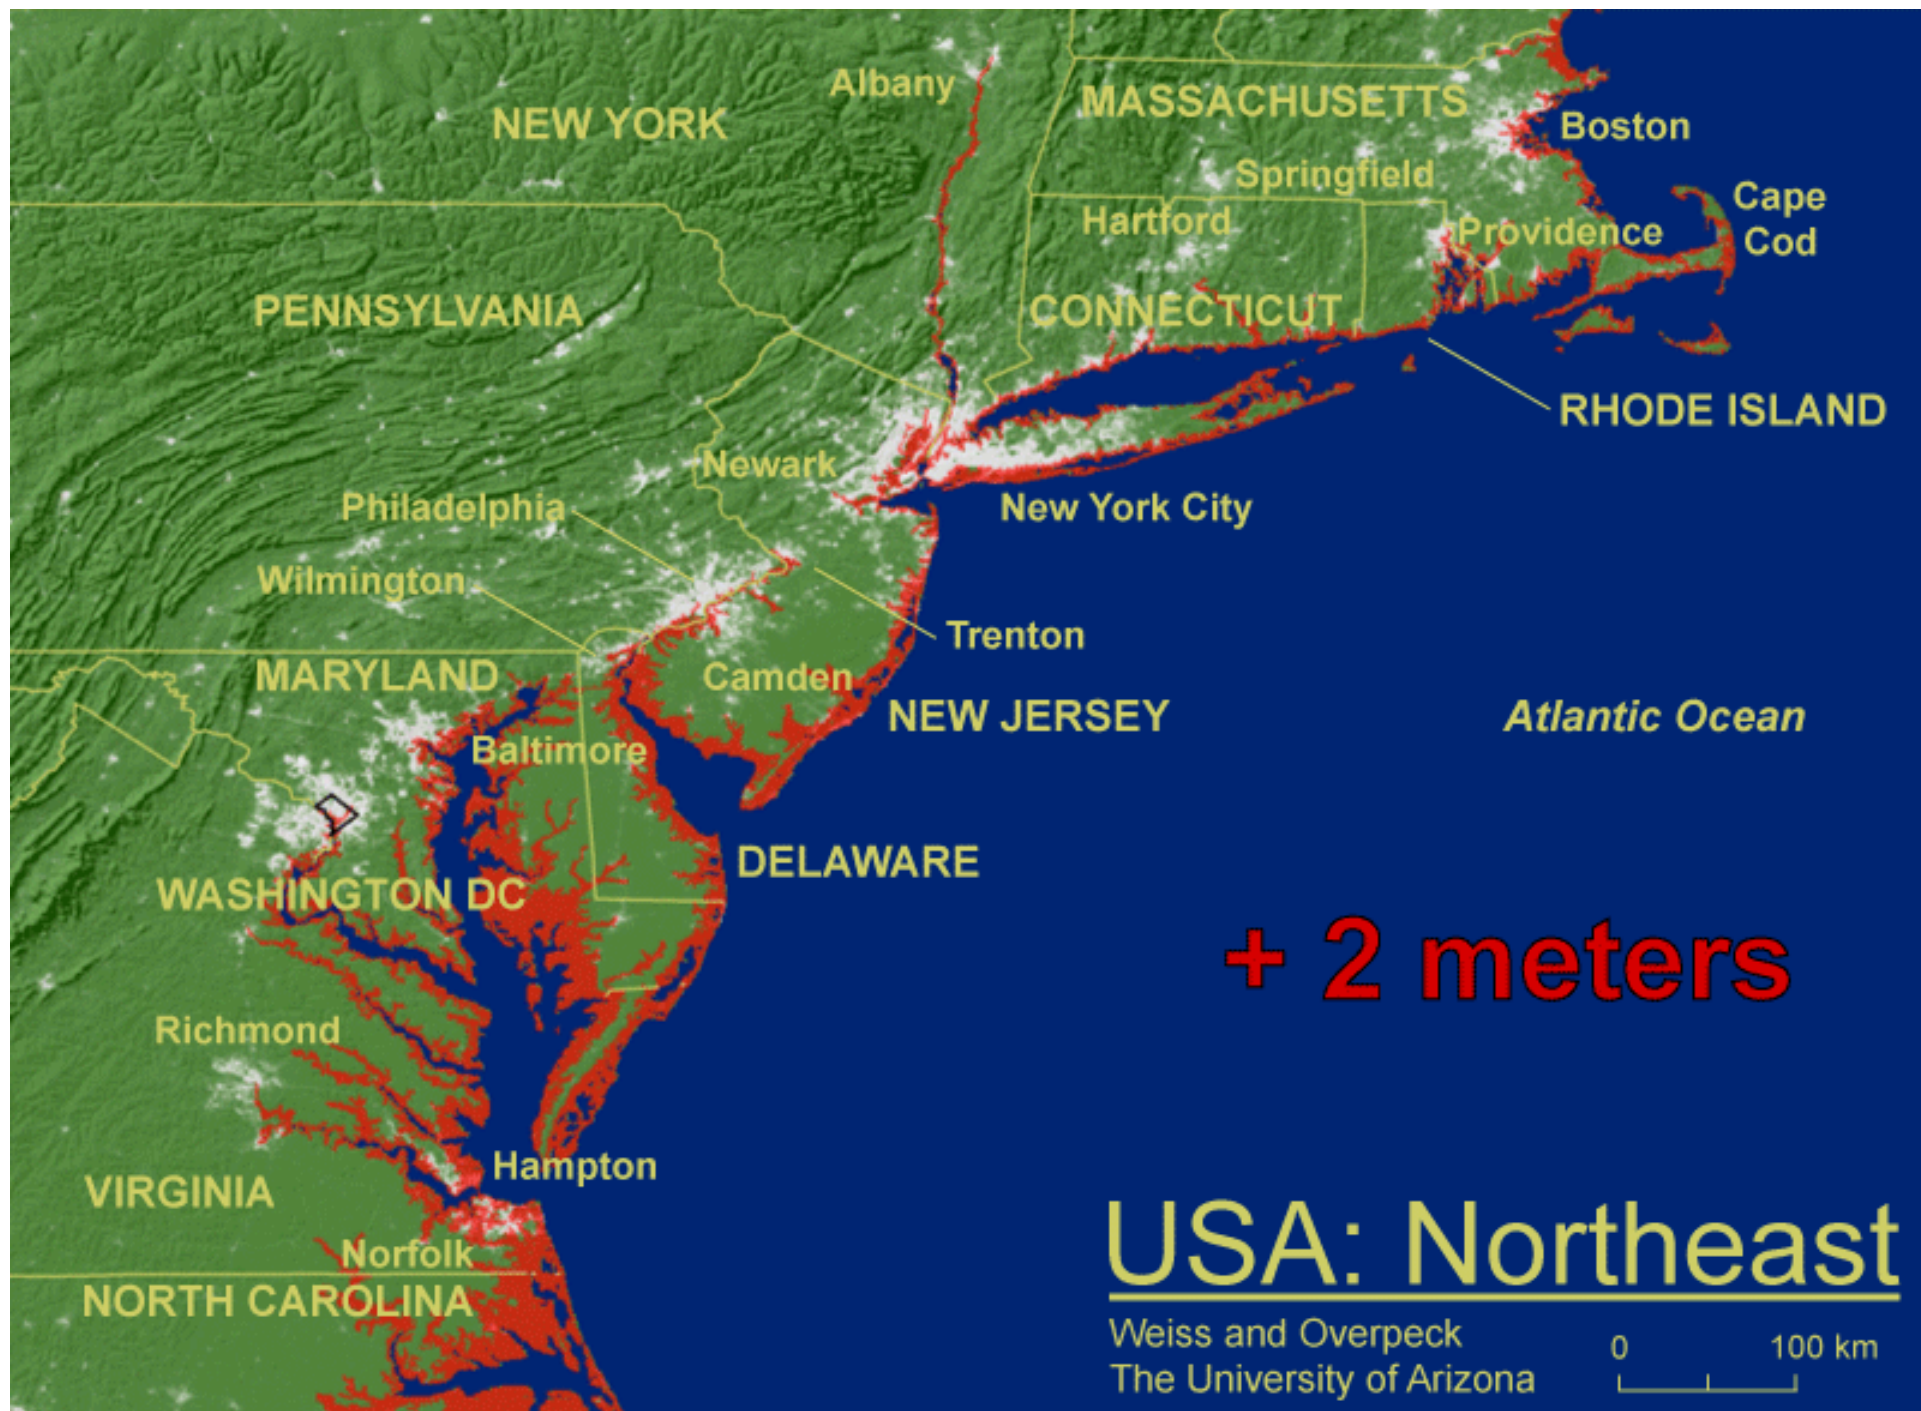 Albany
NEW YORK
MASSACHUSETTS
Boston
Springfield
Cape
Cod
Hartford
Providence
PENNSYLVANIA
CONNECTICUT
RHODE ISLAND
Newark
Philadelphia
New York City
Wilmington
Trenton
MARYLAND
Camden
NEW JERSEY
Atlantic Ocean
Baltimore
DELAWARE
WASHINGTON DC
+ 2 meters
Richmond
Hampton
VIRGINIA
USA: Northeast
Norfolk
NORTH CAROLINA
Weiss and Overpeck
0 100 km
The University of Arizona